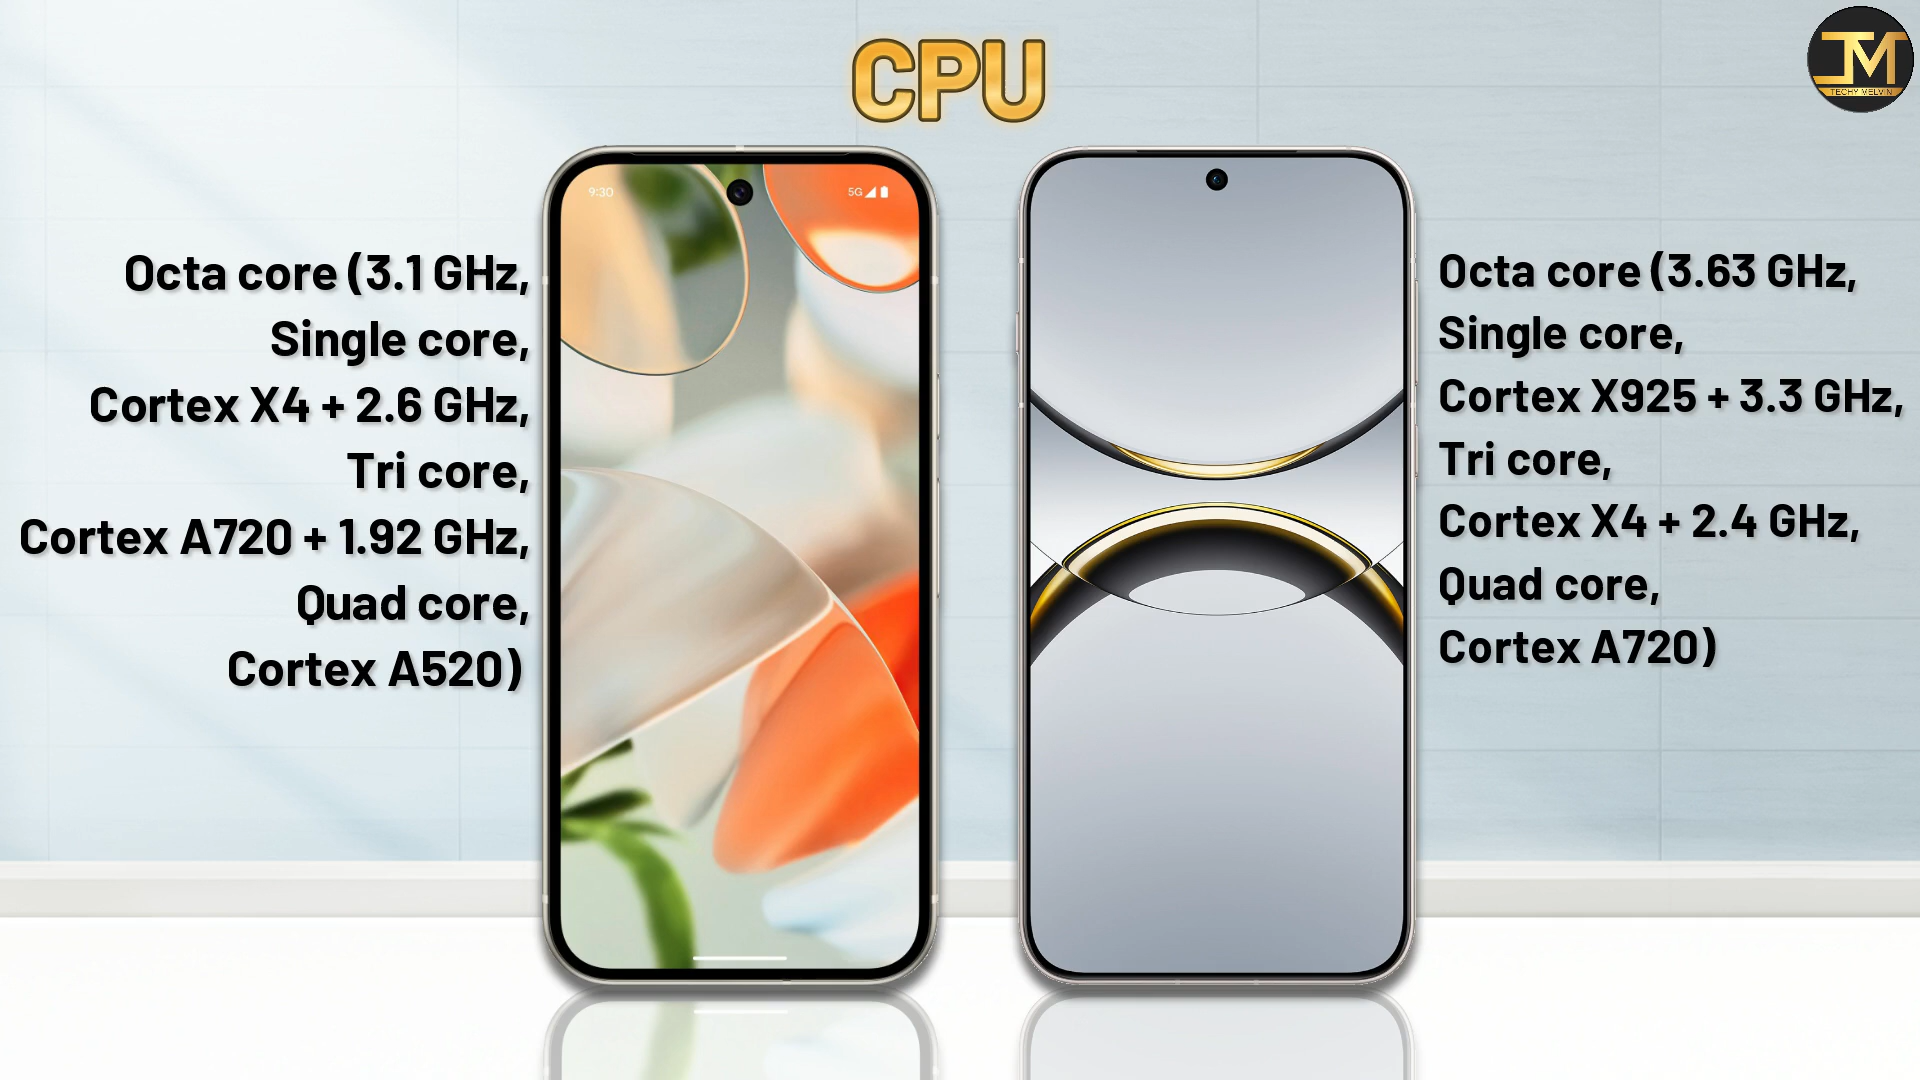 CPU
TM
TECHY MELVIN
Octa core (3.1 GHz,
Single core,
Cortex X4 + 2.6 GHz,
Tri core,
Cortex A720 + 1.92 GHz,
Quad core,
Cortex A520)
9:30
5G
Octa core (3.63 GHz,
Single core,
Cortex X925 + 3.3 GHz,
Tri core,
Cortex X4 + 2.4 GHz,
Quad core,
Cortex A720)